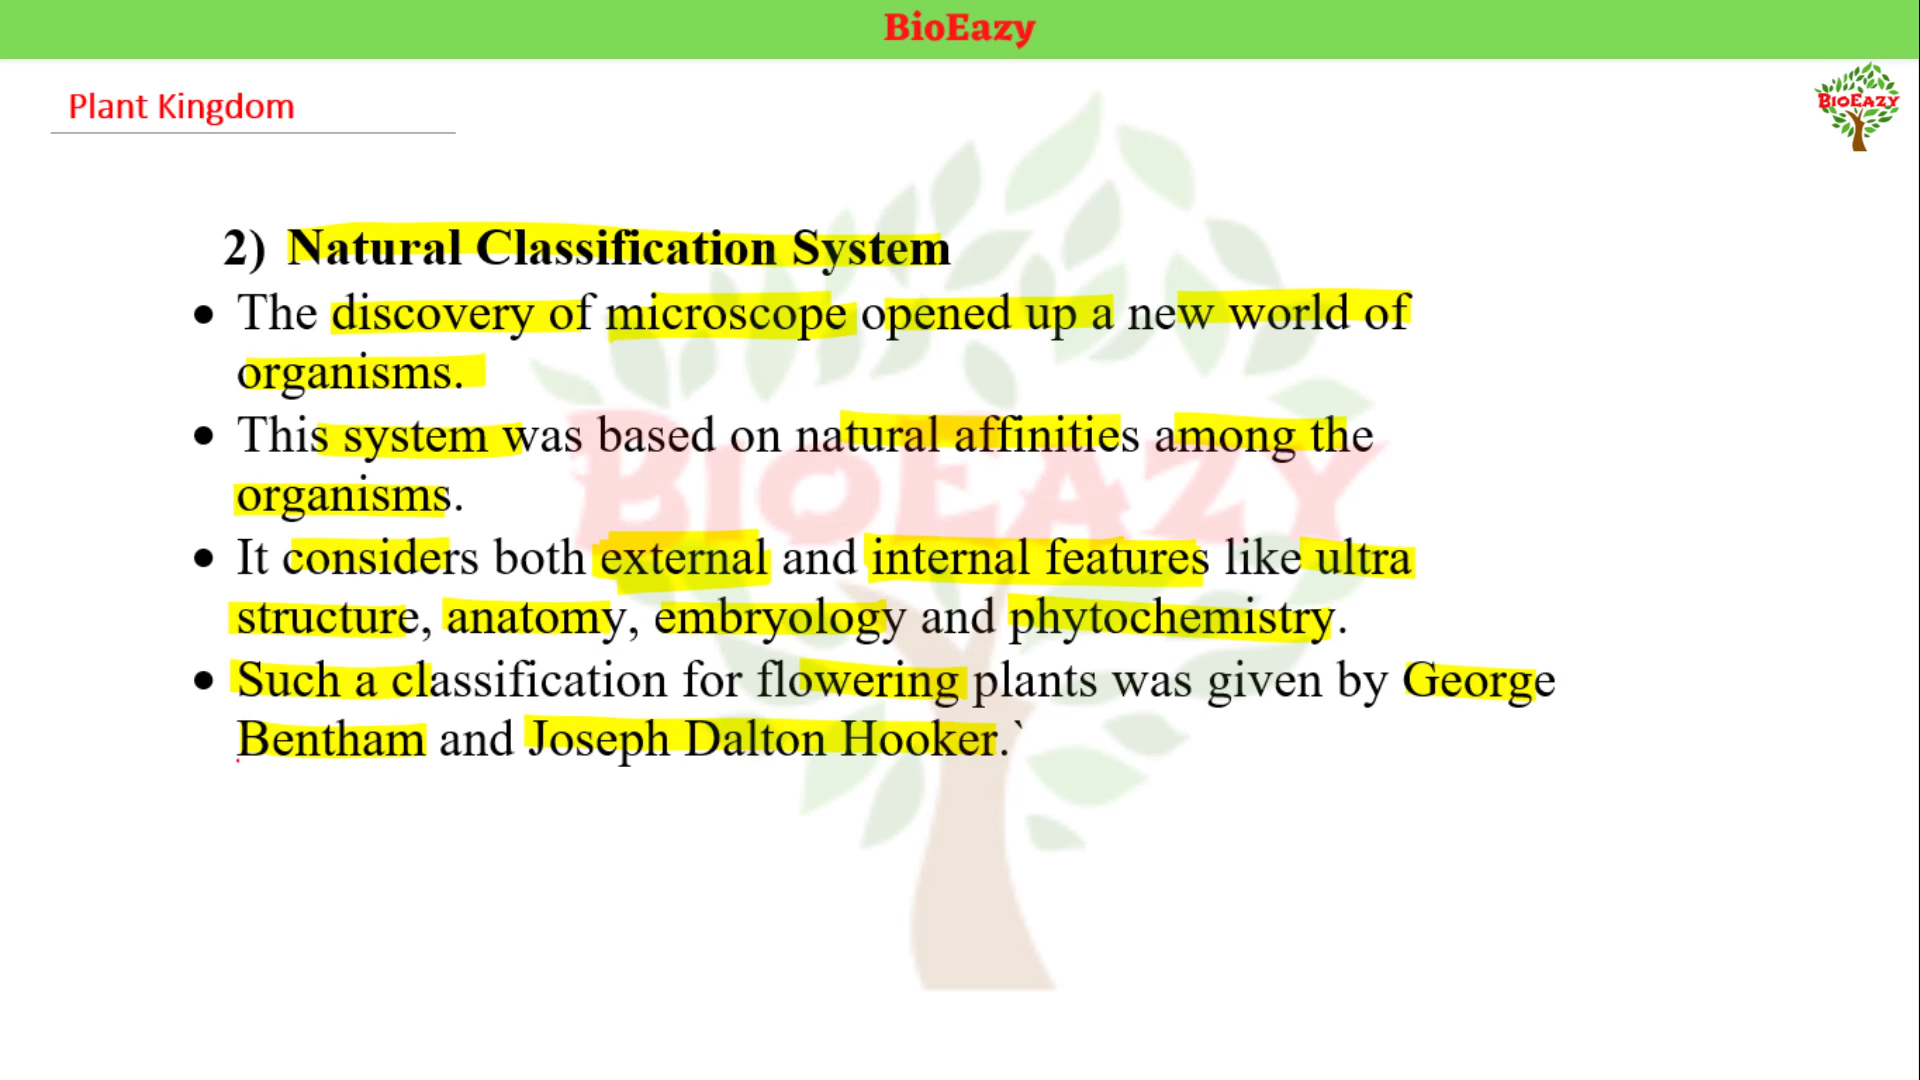 BioEazy
Plant Kingdom
BIOEAZY
2) Natural Classification System
• The discovery of microscope opened up a new world of
organisms.
• This system was based on natural affinities among the
organisms.
• It considers both external and internal features like ultra
structure, anatomy, embryology and phytochemistry.
• Such a classification for flowering plants was given by George
Bentham and Joseph Dalton Hooker.`
BIOEAZY